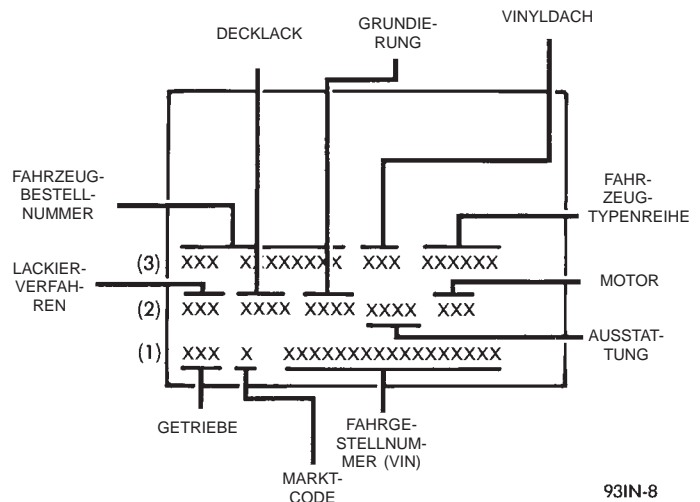 DECKLACK
GRUNDIE-
RUNG
VINYLDACH
FAHRZEUG-
BESTELL-
NUMMER
FAHR-
ZEUG-
TYPENREIHE
(3) XXX XXXXXXXXX XXX XXXXXX
LACKIER-
VERFAH-
REN
MOTOR
(2) XXX XXXX XXXX XXXX XXX
AUSSTAT-
TUNG
(1) XXX X XXXXXXXXXXXXXXXXX
GETRIEBE
FAHRGE-
STELLNUM-
MER (VIN)
MARKT-
CODE
93IN-8